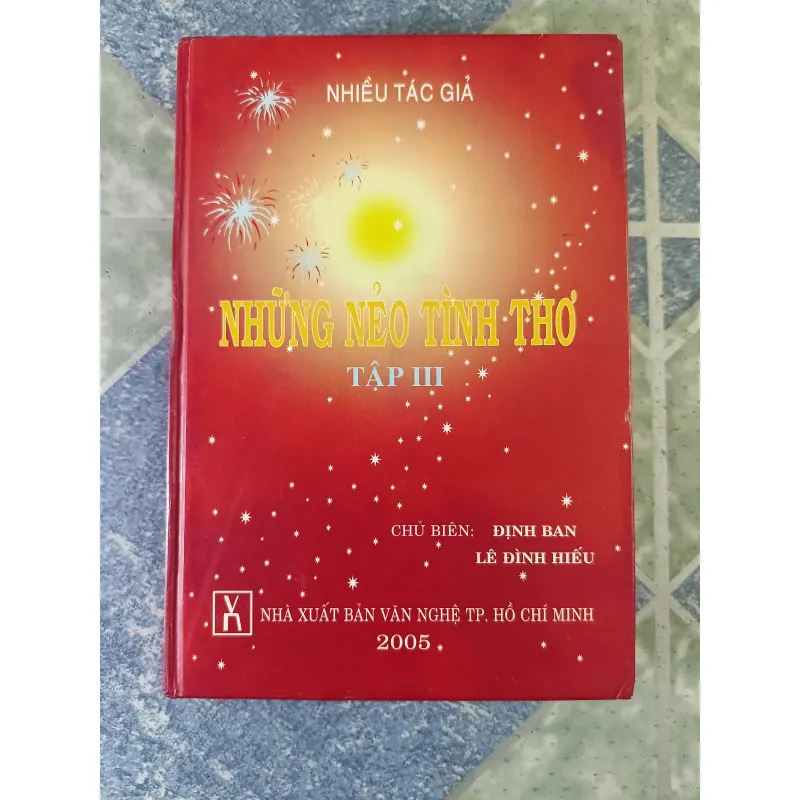 NHIỀU TÁC GIẢ
NHỮNG NẺO TÌNH THƠ
TẬP III
CHỦ BIÊN: ĐỊNH BAN
LÊ ĐÌNH HIẾU
VN
NHÀ XUẤT BẢN VĂN NGHỆ TP. HỒ CHÍ MINH
2005